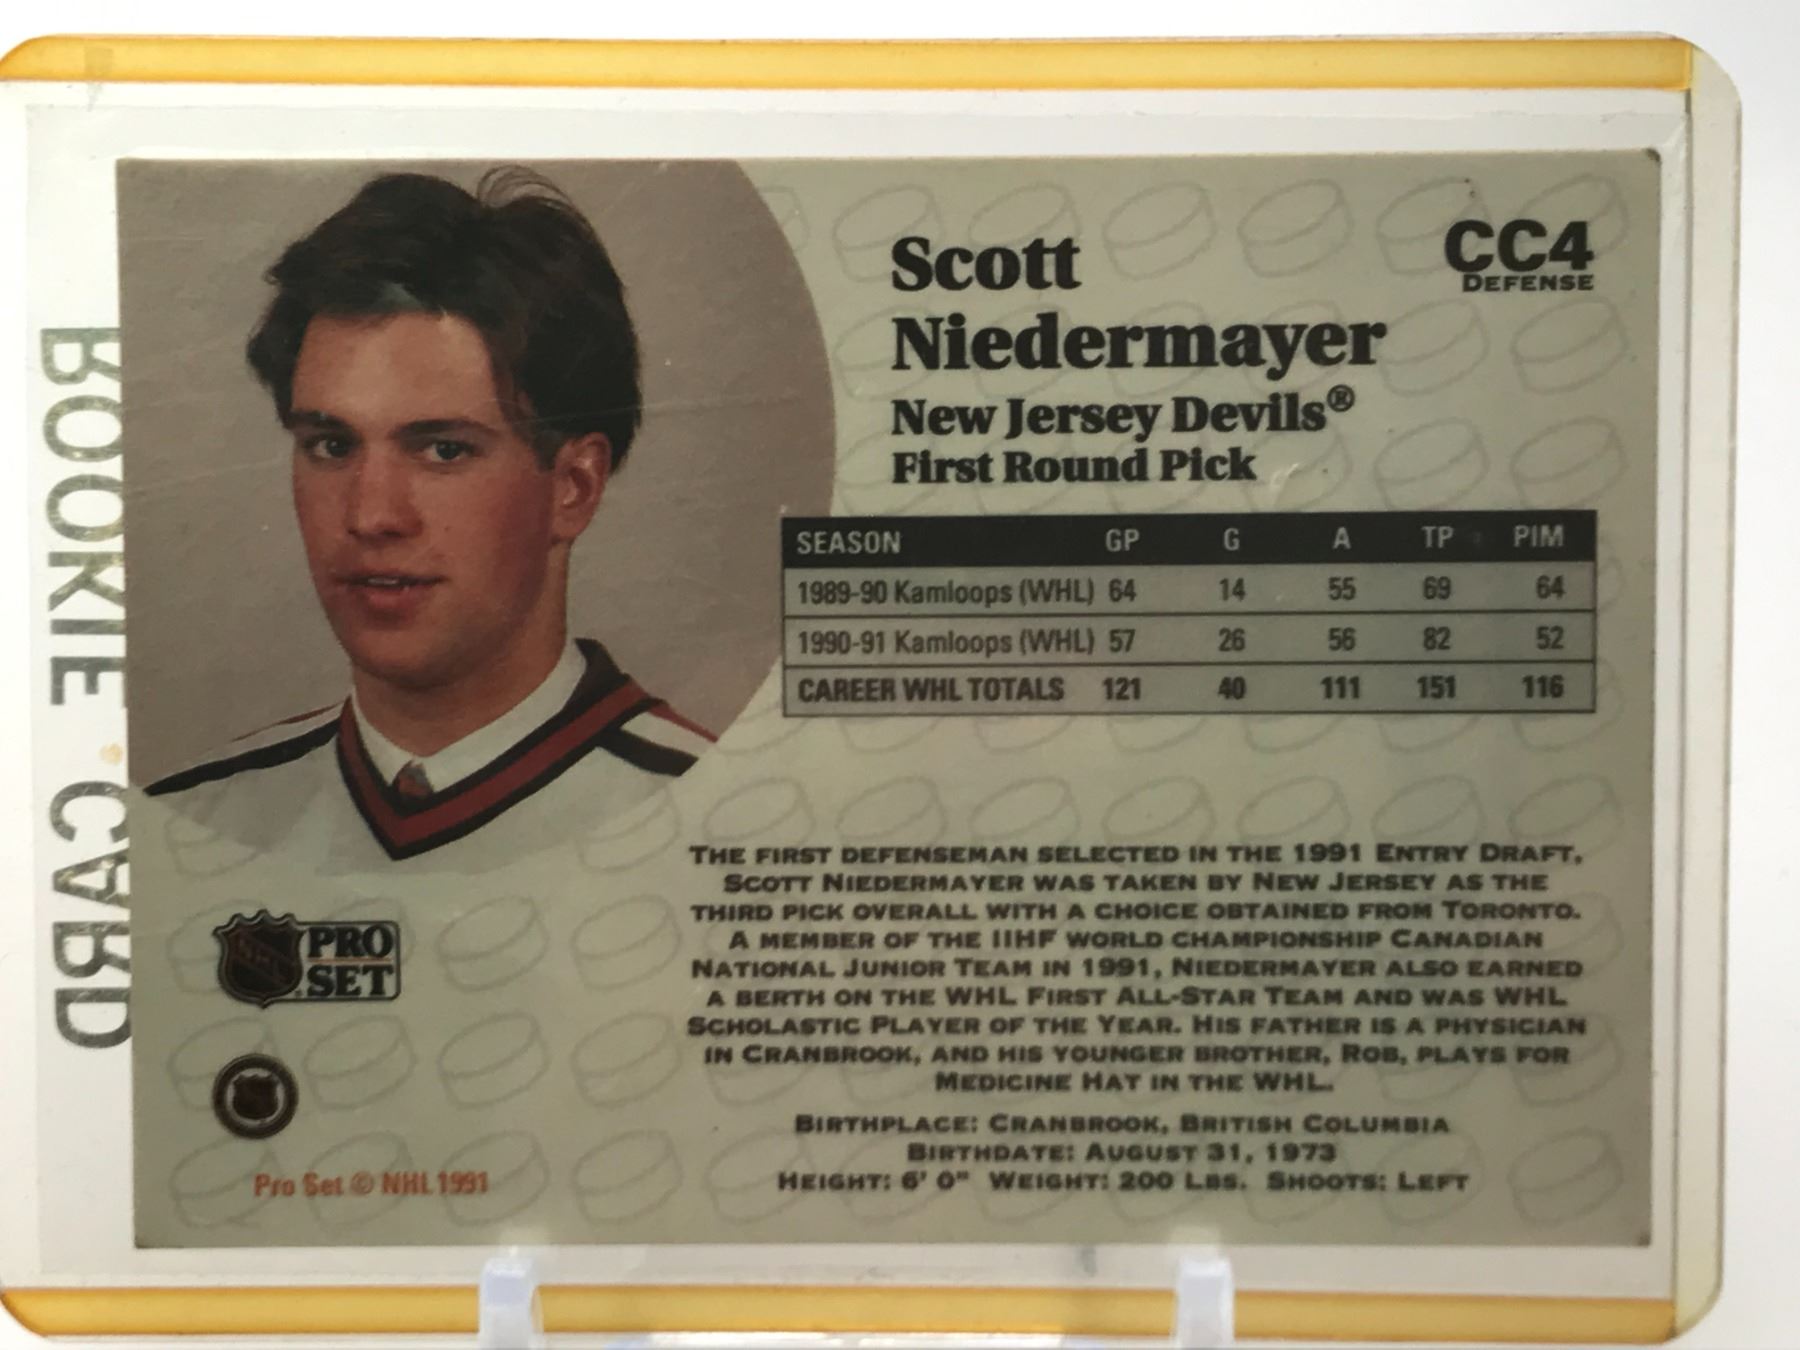 ROOKIE • CARD
Scott
Niedermayer
New Jersey Devils®
First Round Pick
CC4
DEFENSE
SEASON GP G A TP PIM
1989-90 Kamloops (WHL) 64 14 55 69 64
1990-91 Kamloops (WHL) 57 26 56 82 52
CAREER WHL TOTALS 121 40 111 151 116
THE FIRST DEFENSEMAN SELECTED IN THE 1991 ENTRY DRAFT,
SCOTT NIEDERMAYER WAS TAKEN BY NEW JERSEY AS THE
THIRD PICK OVERALL WITH A CHOICE OBTAINED FROM TORONTO.
A MEMBER OF THE IIHF WORLD CHAMPIONSHIP CANADIAN
NATIONAL JUNIOR TEAM IN 1991, NIEDERMAYER ALSO EARNED
A BERTH ON THE WHL FIRST ALL-STAR TEAM AND WAS WHL
SCHOLASTIC PLAYER OF THE YEAR. HIS FATHER IS A PHYSICIAN
IN CRANBROOK, AND HIS YOUNGER BROTHER, ROB, PLAYS FOR
MEDICINE HAT IN THE WHL.
BIRTHPLACE: CRANBROOK, BRITISH COLUMBIA
BIRTHDATE: AUGUST 31, 1973
HEIGHT: 6' 0" WEIGHT: 200 LBS. SHOOTS: LEFT
NHL
PRO
SET
Pro Set © NHL 1991